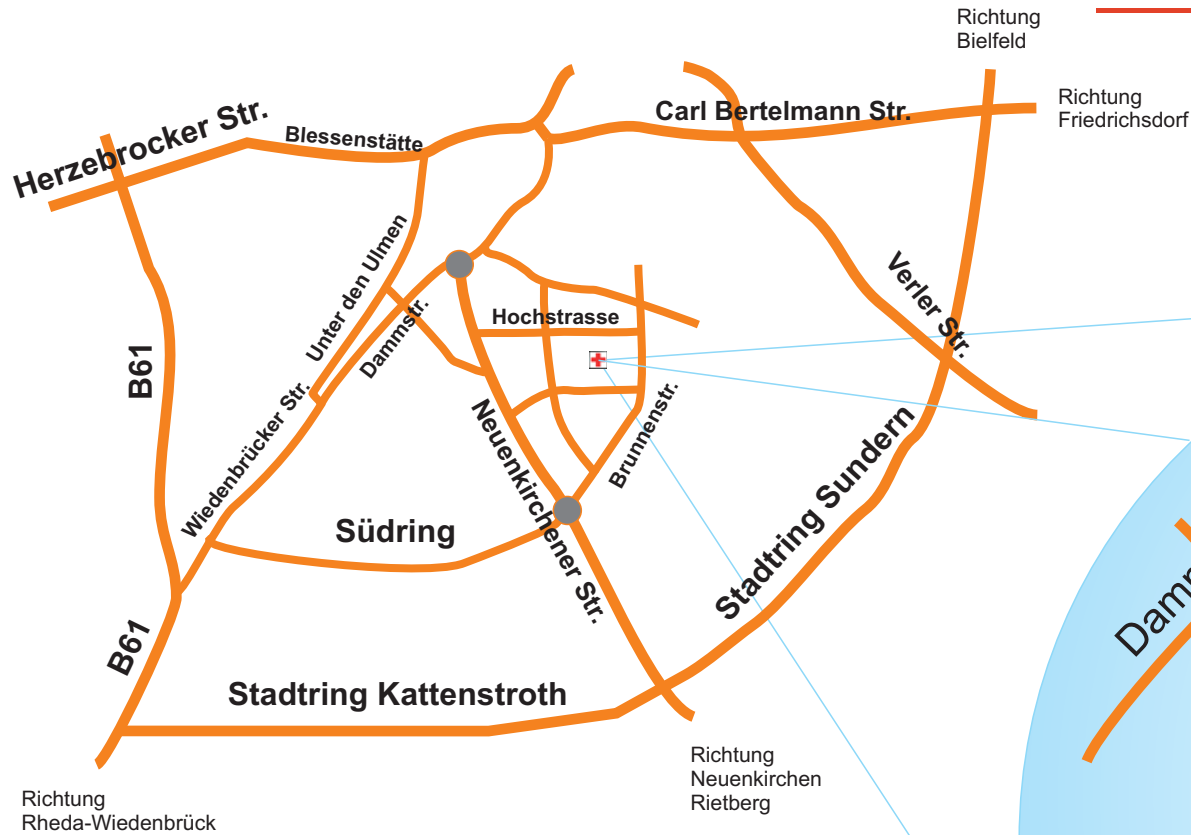 Richtung
Bielfeld
Richtung
Friedrichsdorf
Carl Bertelmann Str.
Herzebrocker Str.
Blessenstätte
Unter den Ulmen
Dammstr.
Hochstrasse
Verler Str.
B61
Wiedenbrücker Str.
Neuenkirchener Str.
Brunnenstr.
Stadtring Sundern
Südring
B61
Stadtring Kattenstroth
Richtung
Neuenkirchen
Rietberg
Richtung
Rheda-Wiedenbrück